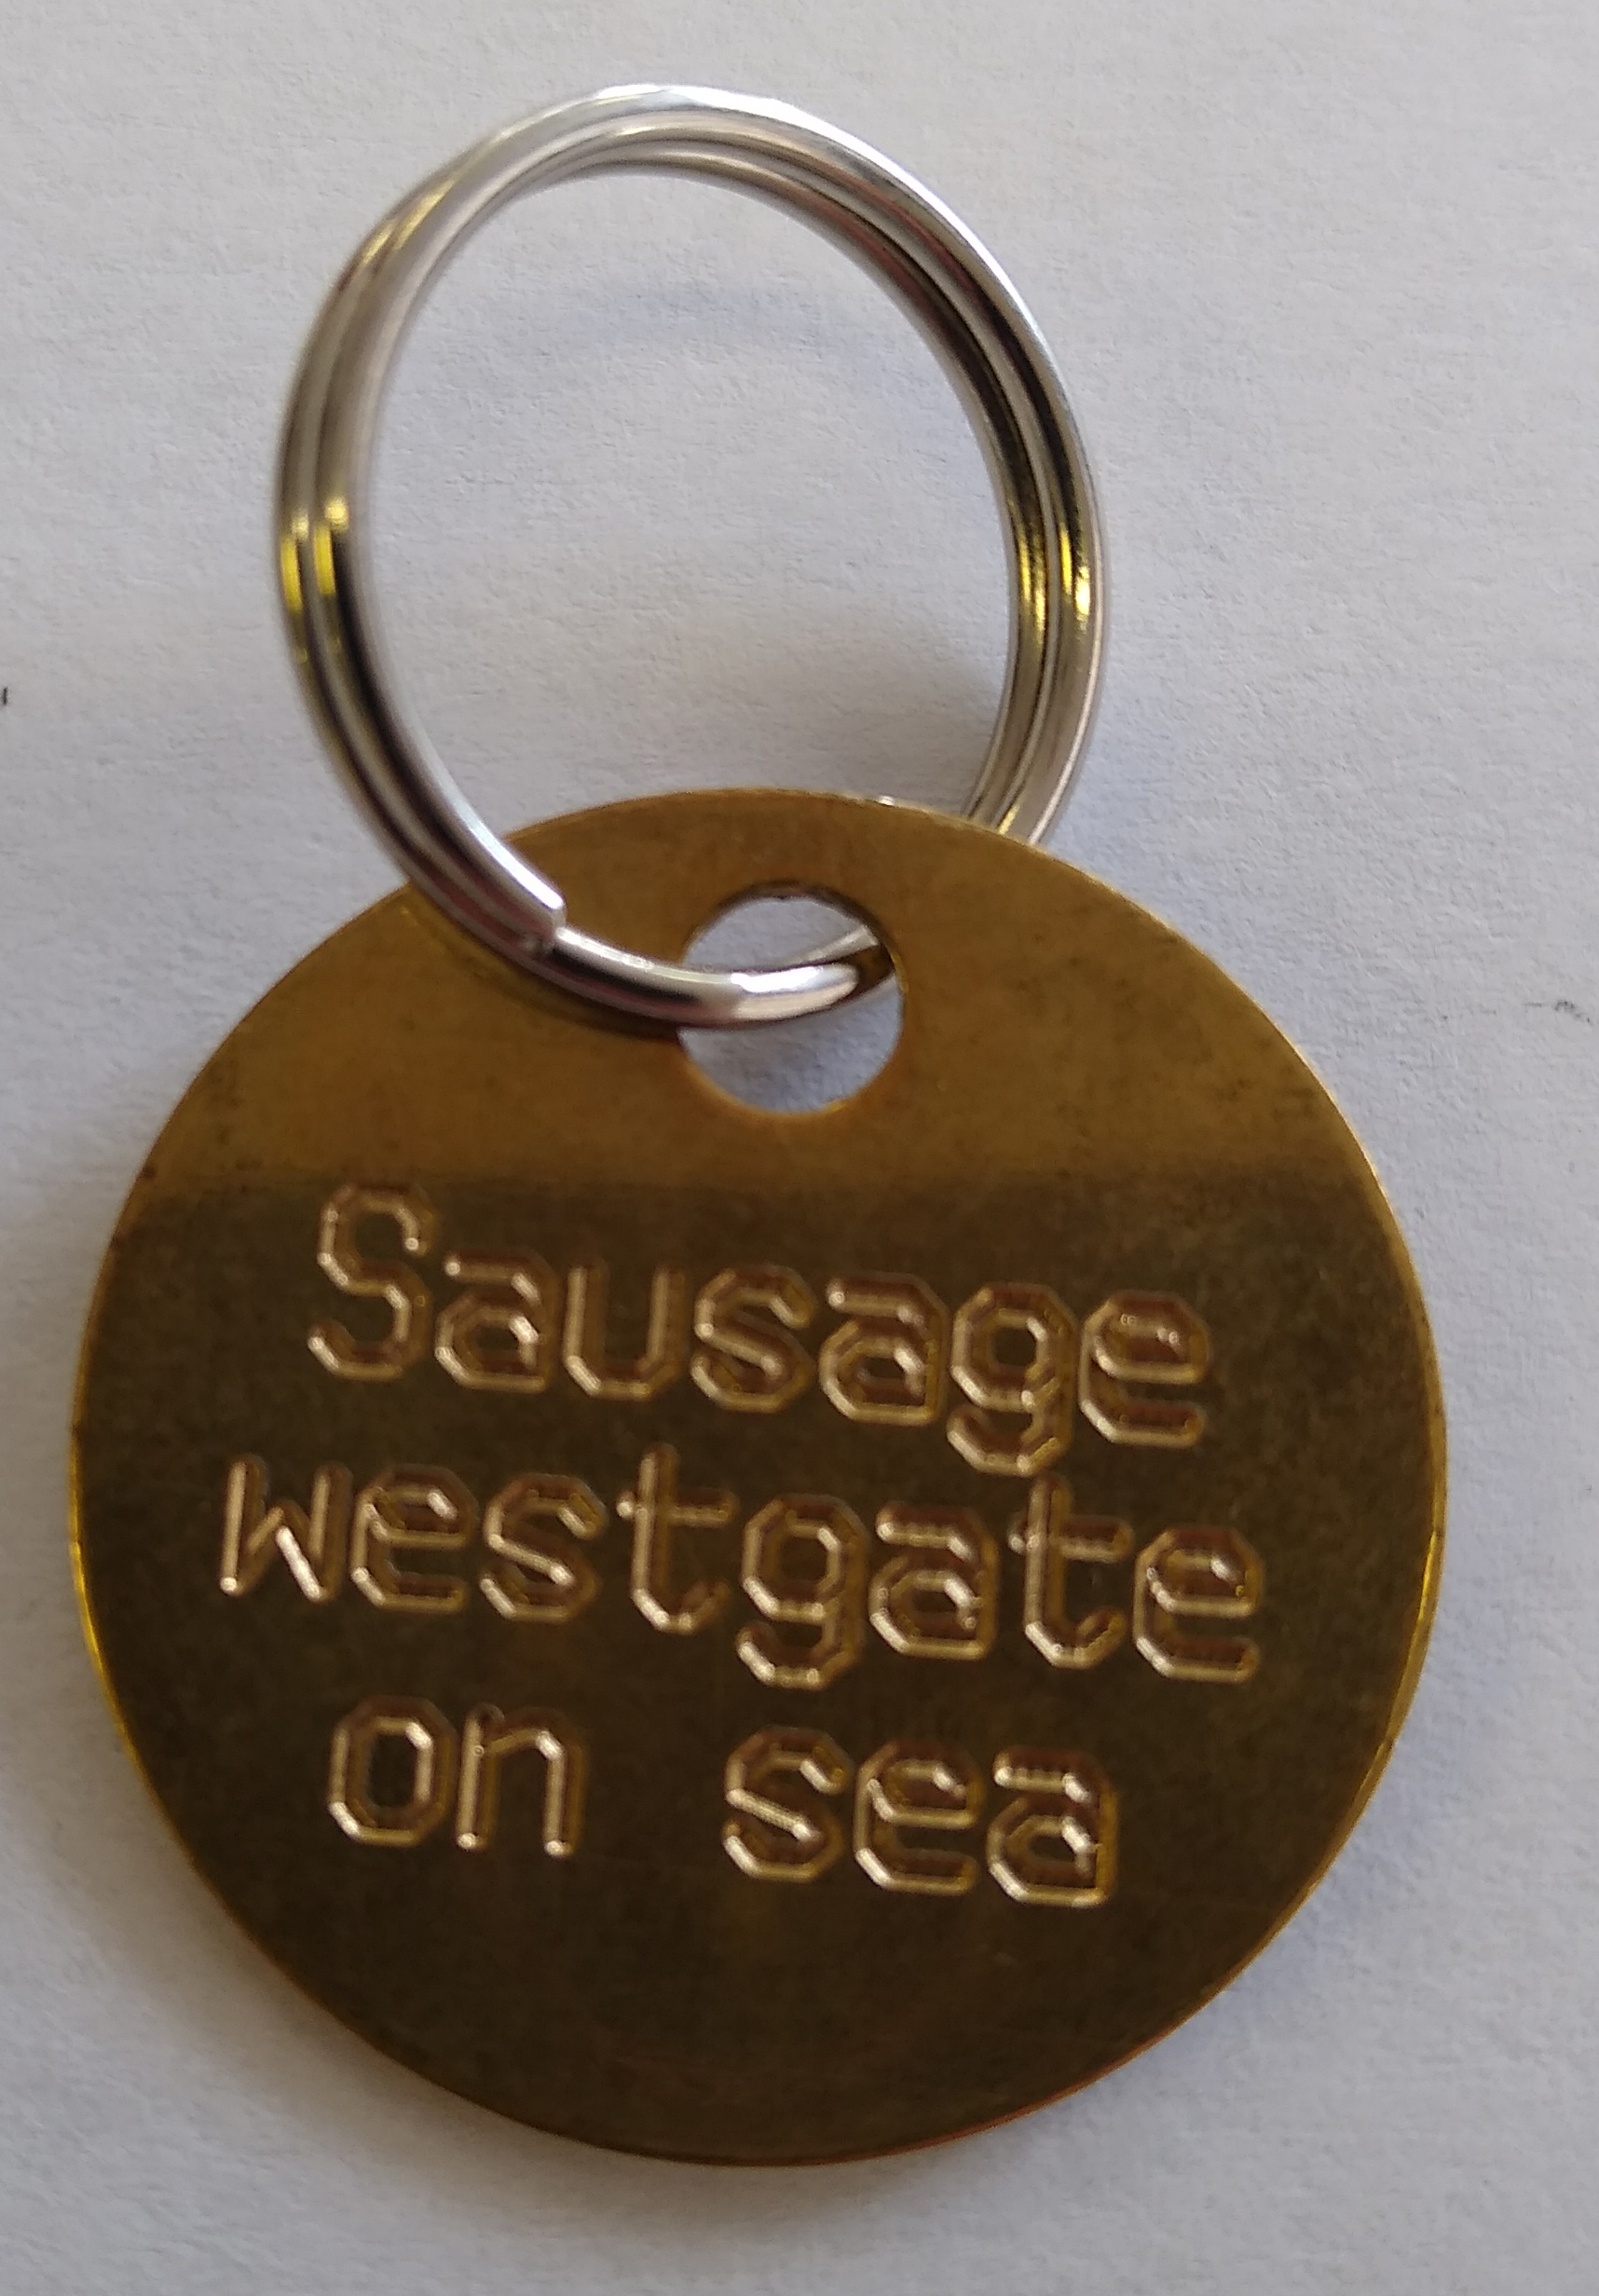 Sausage
westgate
on sea